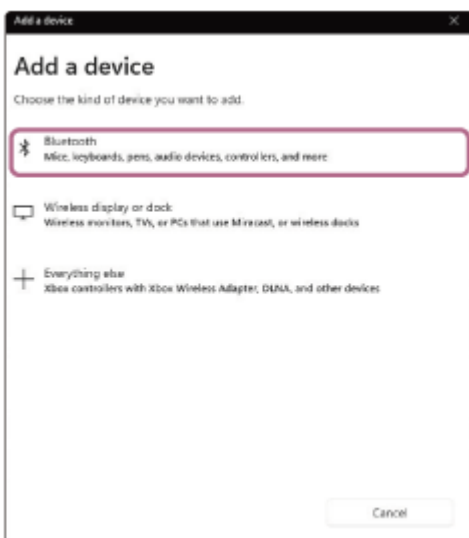 Add a device
Add a device
Choose the kind of device you want to add.
Bluetooth
Mice, keyboards, pens, audio devices, controllers, and more
Wireless display or dock
Wireless monitors, TVs, or PCs that use Miracast, or wireless docks
Everything else
Xbox controllers with Xbox Wireless Adapter, DLNA, and other devices
Cancel